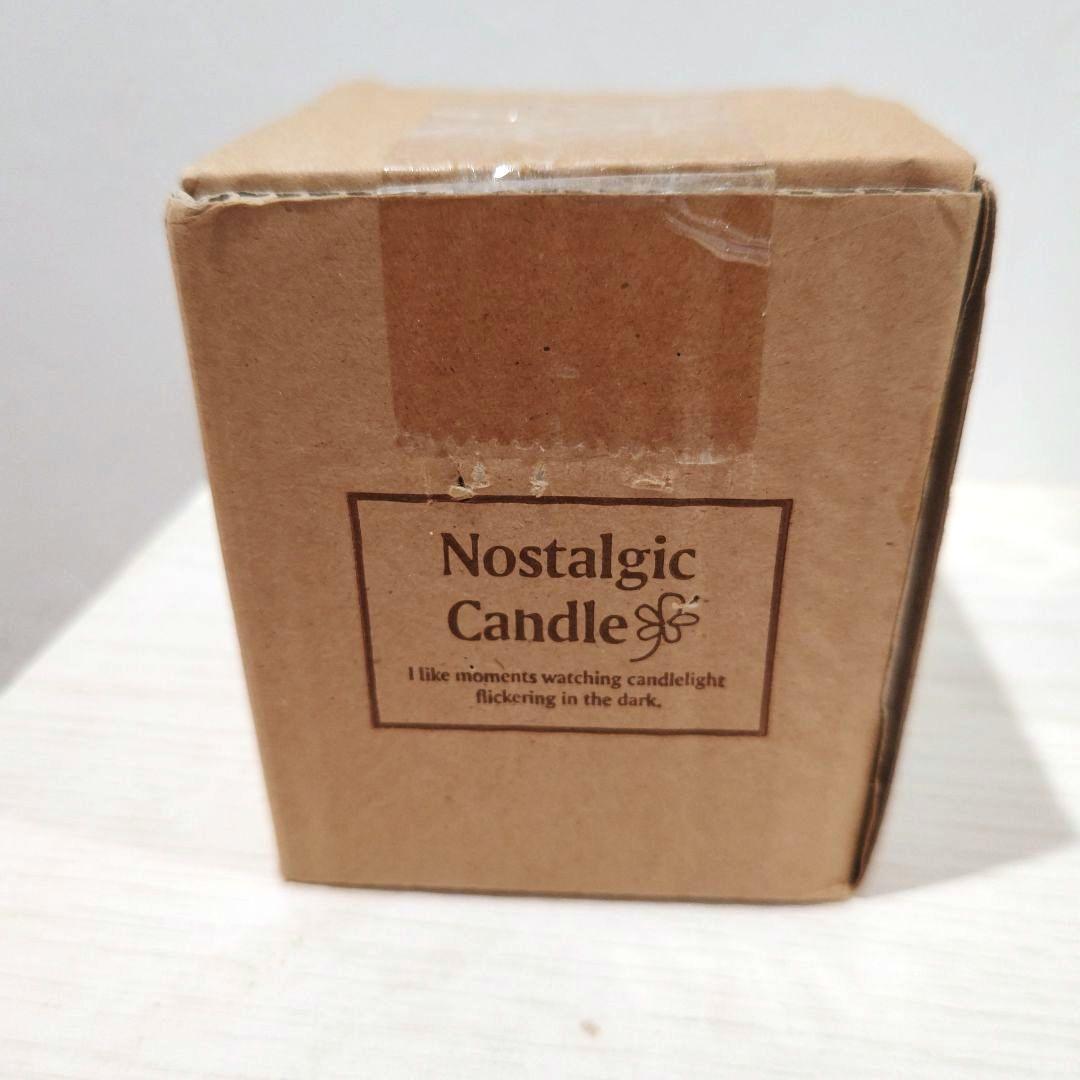 Nostalgic
Candle
I like moments watching candlelight
flickering in the dark.